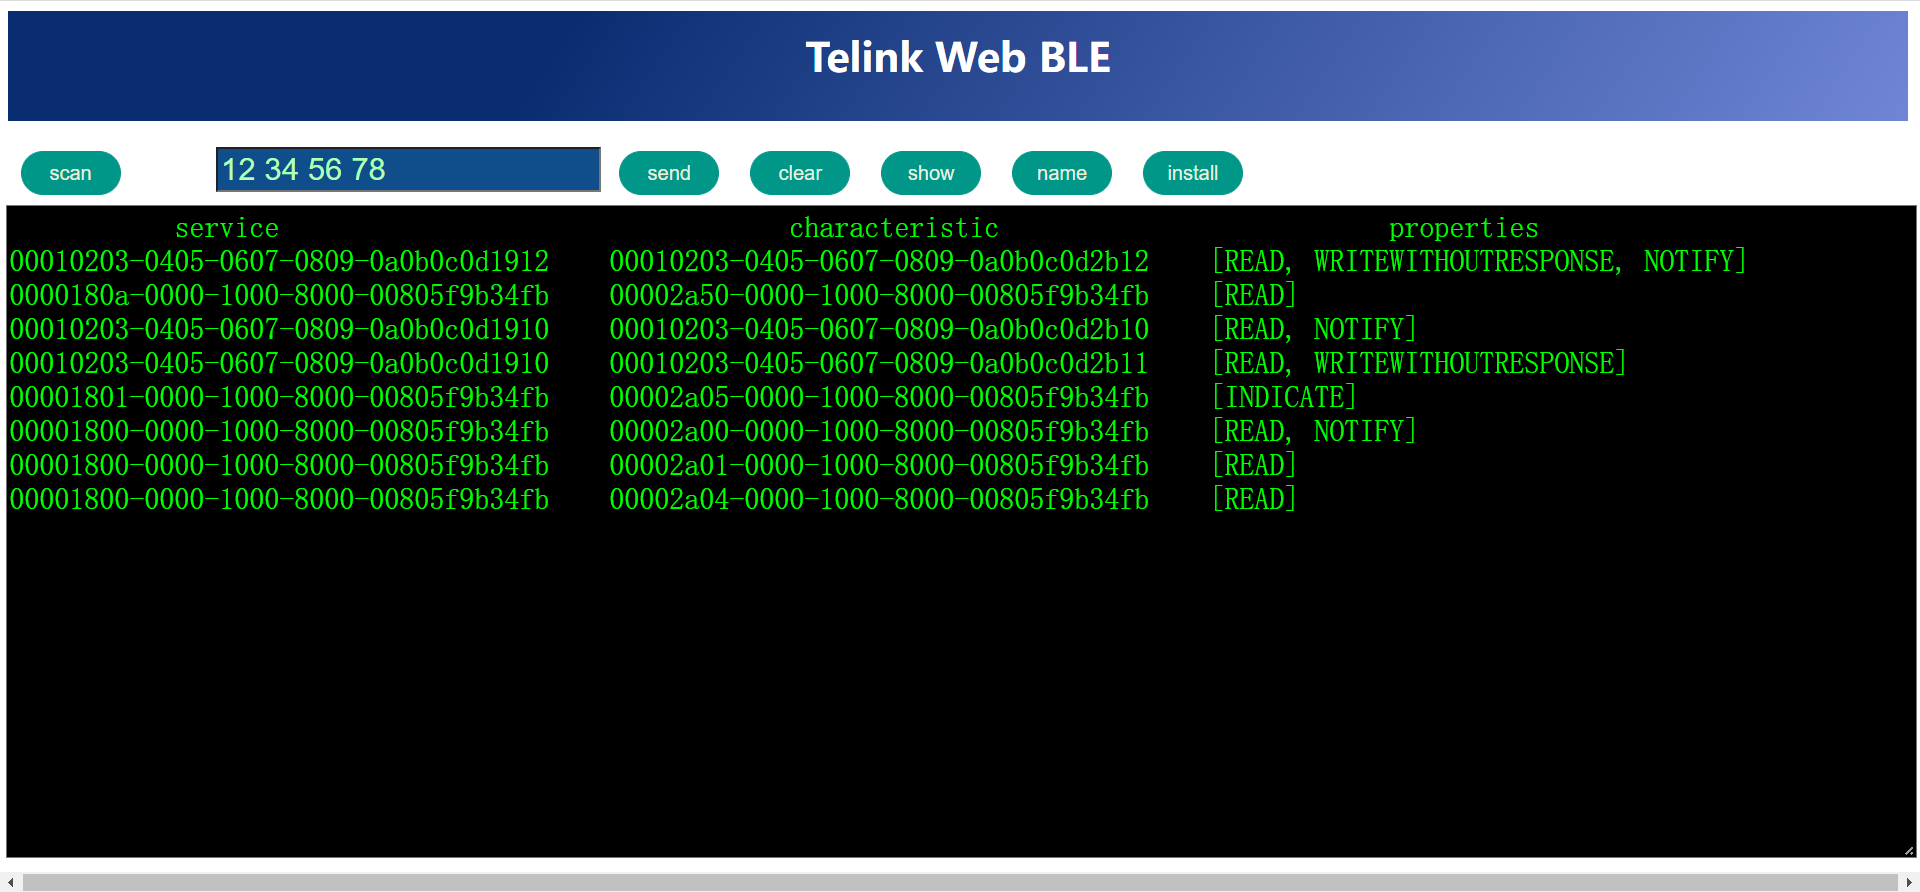 Telink Web BLE
scan 12 34 56 78 send clear show name install
service characteristic properties
00010203-0405-0607-0809-0a0b0c0d1912 00010203-0405-0607-0809-0a0b0c0d2b12 [READ, WRITEWITHOUTRESPONSE, NOTIFY]
0000180a-0000-1000-8000-00805f9b34fb 00002a50-0000-1000-8000-00805f9b34fb [READ]
00010203-0405-0607-0809-0a0b0c0d1910 00010203-0405-0607-0809-0a0b0c0d2b10 [READ, NOTIFY]
00010203-0405-0607-0809-0a0b0c0d1910 00010203-0405-0607-0809-0a0b0c0d2b11 [READ, WRITEWITHOUTRESPONSE]
00001801-0000-1000-8000-00805f9b34fb 00002a05-0000-1000-8000-00805f9b34fb [INDICATE]
00001800-0000-1000-8000-00805f9b34fb 00002a00-0000-1000-8000-00805f9b34fb [READ, NOTIFY]
00001800-0000-1000-8000-00805f9b34fb 00002a01-0000-1000-8000-00805f9b34fb [READ]
00001800-0000-1000-8000-00805f9b34fb 00002a04-0000-1000-8000-00805f9b34fb [READ]